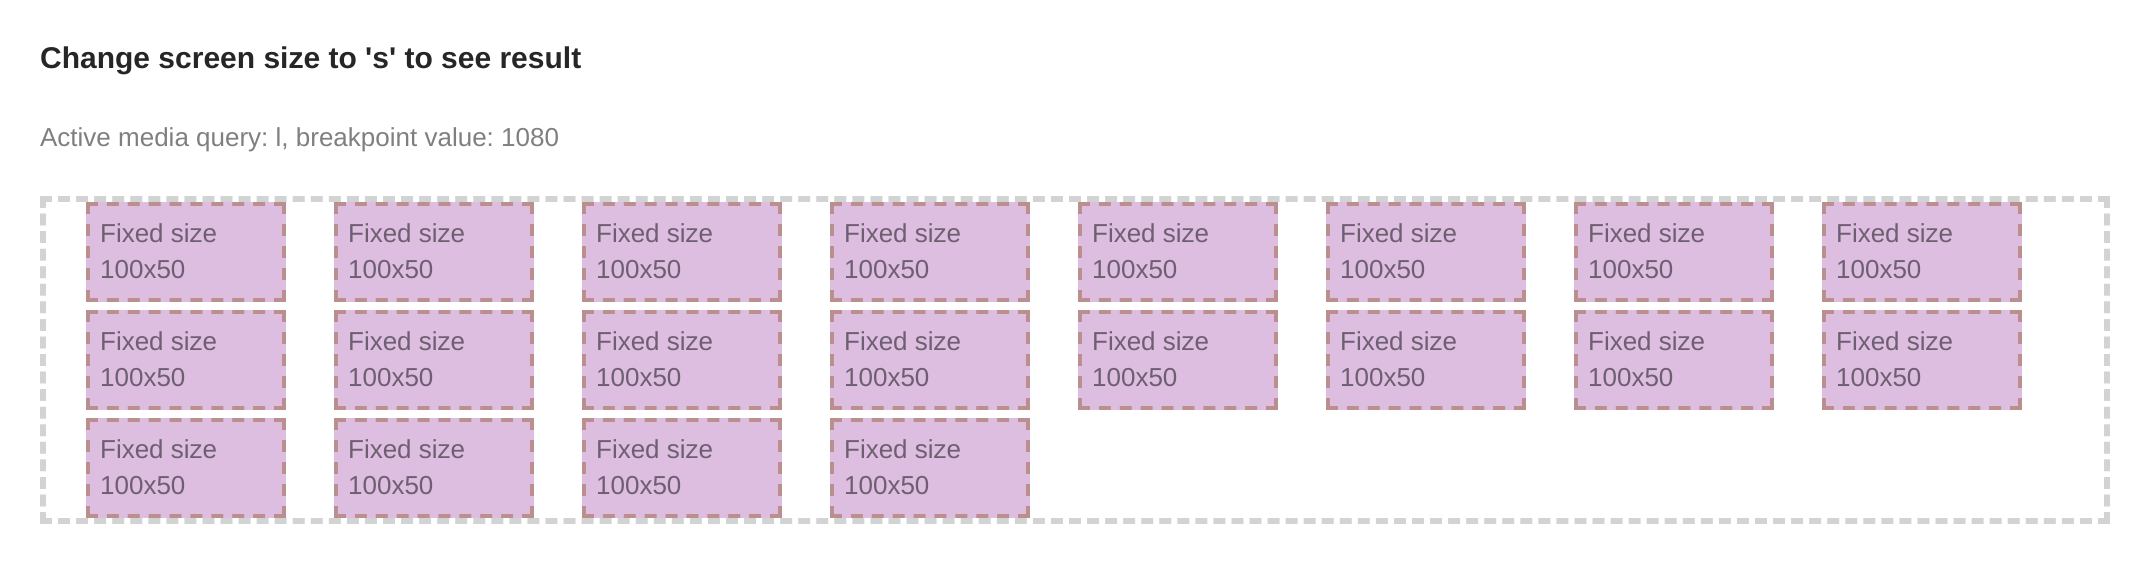 Change screen size to 's' to see result
Active media query: l, breakpoint value: 1080
Fixed size
100x50
Fixed size
100x50
Fixed size
100x50
Fixed size
100x50
Fixed size
100x50
Fixed size
100x50
Fixed size
100x50
Fixed size
100x50
Fixed size
100x50
Fixed size
100x50
Fixed size
100x50
Fixed size
100x50
Fixed size
100x50
Fixed size
100x50
Fixed size
100x50
Fixed size
100x50
Fixed size
100x50
Fixed size
100x50
Fixed size
100x50
Fixed size
100x50